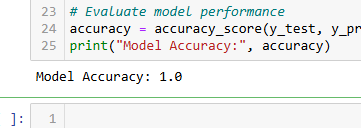 23 # Evaluate model performance
24 accuracy = accuracy_score(y_test, y_pr
25 print("Model Accuracy:", accuracy)
Model Accuracy: 1.0
]: 1